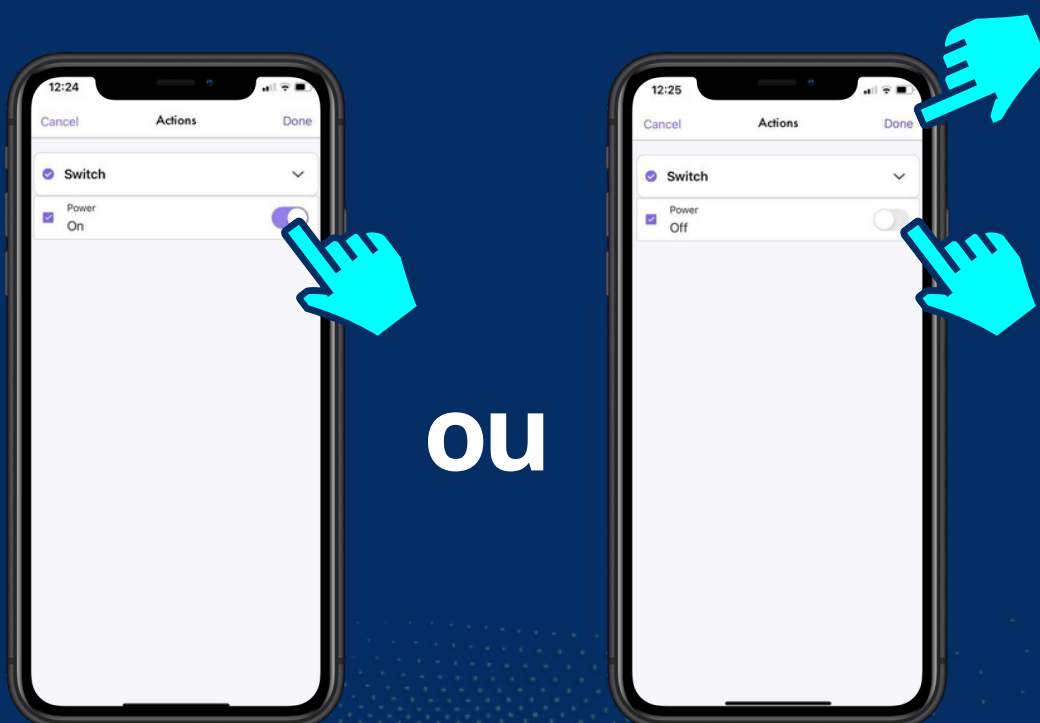 12:24
Cancel Actions Done
Switch
Power
On
ou
12:25
Cancel Actions Done
Switch
Power
Off